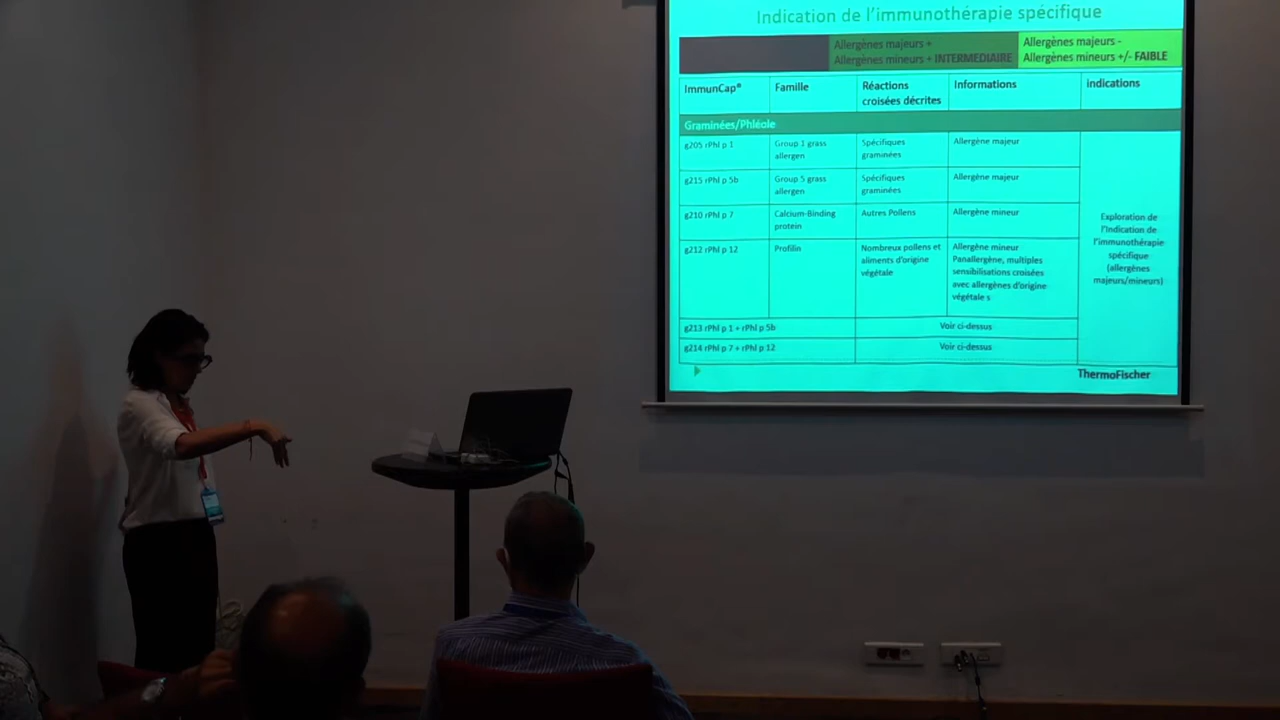 Indication de l'immunothérapie spécifique
Allergènes majeurs +
Allergènes mineurs + INTERMEDIAIRE
Allergènes majeurs -
Allergènes mineurs +/- FAIBLE
ImmunCap®
Famille
Réactions
croisées décrites
Informations
indications
Graminées/Phléole
g205 rPhl p 1
Group 1 grass
allergen
Spécifiques
graminées
Allergène majeur
g215 rPhl p 5b
Group 5 grass
allergen
Spécifiques
graminées
Allergène majeur
g210 rPhl p 7
Calcium-Binding
protein
Autres Pollens
Allergène mineur
g212 rPhl p 12
Profilin
Nombreux pollens et
aliments d'origine
végétale
Allergène mineur
Panallergène, multiples
sensibilisations croisées
avec allergènes d'origine
végétale s
Exploration de
l'Indication de
l'immunothérapie
spécifique
(allergènes
majeurs/mineurs)
g213 rPhl p 1 + rPhl p 5b
Voir ci-dessus
g214 rPhl p 7 + rPhl p 12
Voir ci-dessus
ThermoFischer